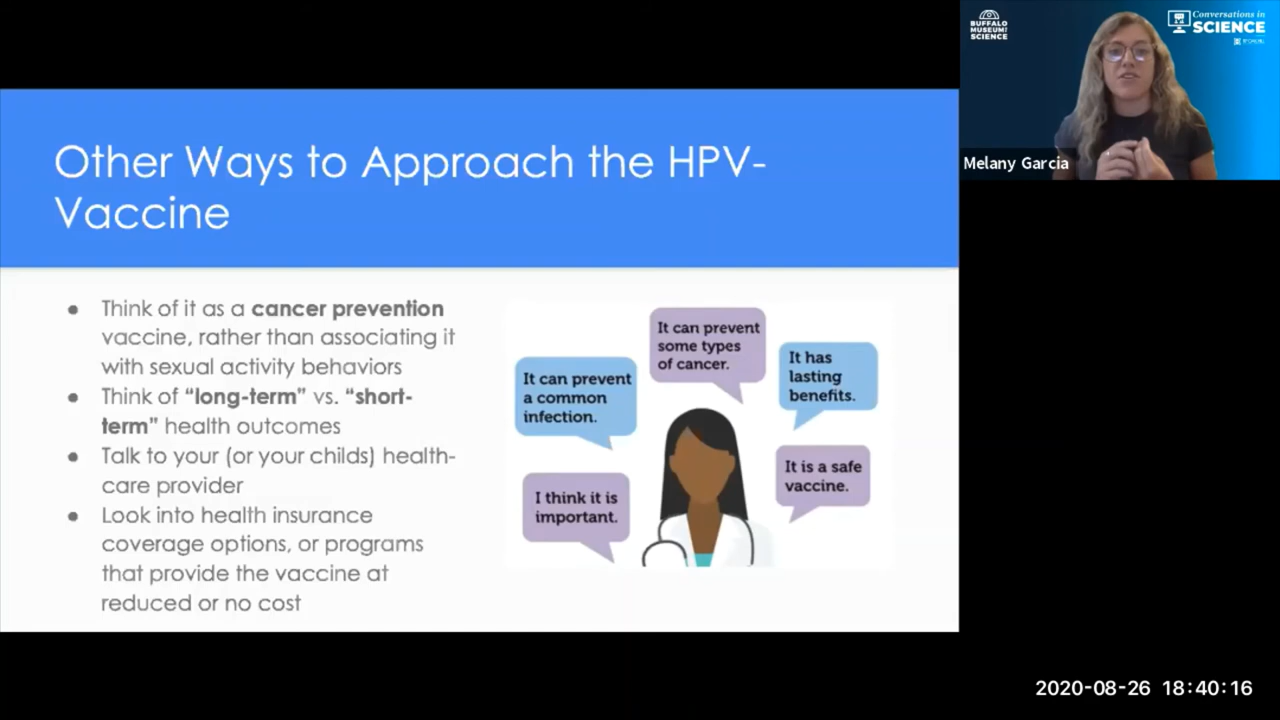 Other Ways to Approach the HPV-
Vaccine
● Think of it as a cancer prevention
vaccine, rather than associating it
with sexual activity behaviors
● Think of “long-term” vs. “short-
term” health outcomes
● Talk to your (or your childs) health-
care provider
● Look into health insurance
coverage options, or programs
that provide the vaccine at
reduced or no cost
It can prevent
a common
infection.
It can prevent
some types
of cancer.
It has
lasting
benefits.
I think it is
important.
It is a safe
vaccine.
BUFFALO
MUSEUM OF
SCIENCE
Conversations in
SCIENCE
Melany Garcia
2020-08-26 18:40:16